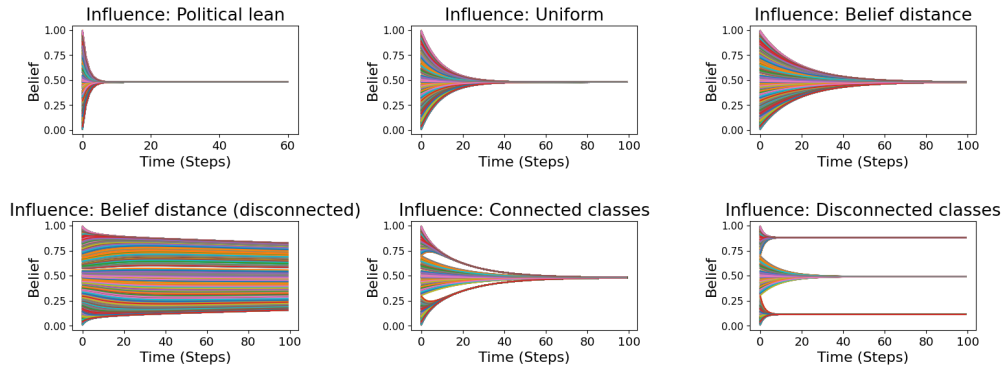 Influence: Political lean
1.00
0.75
0.50
0.25
0.00
Belief
0 20 40 60
Time (Steps)
Influence: Uniform
1.00
0.75
0.50
0.25
0.00
Belief
0 20 40 60 80 100
Time (Steps)
Influence: Belief distance
1.00
0.75
0.50
0.25
0.00
Belief
0 20 40 60 80 100
Time (Steps)
Influence: Belief distance (disconnected)
1.00
0.75
0.50
0.25
0.00
Belief
0 20 40 60 80 100
Time (Steps)
Influence: Connected classes
1.00
0.75
0.50
0.25
0.00
Belief
0 20 40 60 80 100
Time (Steps)
Influence: Disconnected classes
1.00
0.75
0.50
0.25
0.00
Belief
0 20 40 60 80 100
Time (Steps)